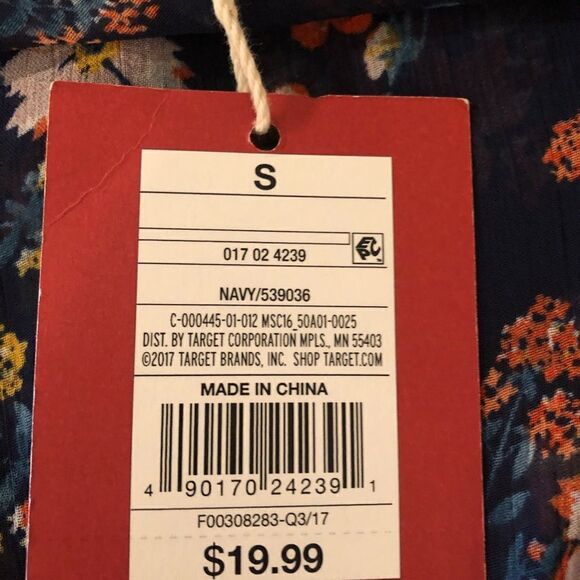 S
017 02 4239
NAVY/539036
C-000445-01-012 MSC16_50A01-0025
DIST. BY TARGET CORPORATION MPLS., MN 55403
©2017 TARGET BRANDS, INC. SHOP TARGET.COM
MADE IN CHINA
4 90170 24239 1
F00308283-Q3/17
$19.99